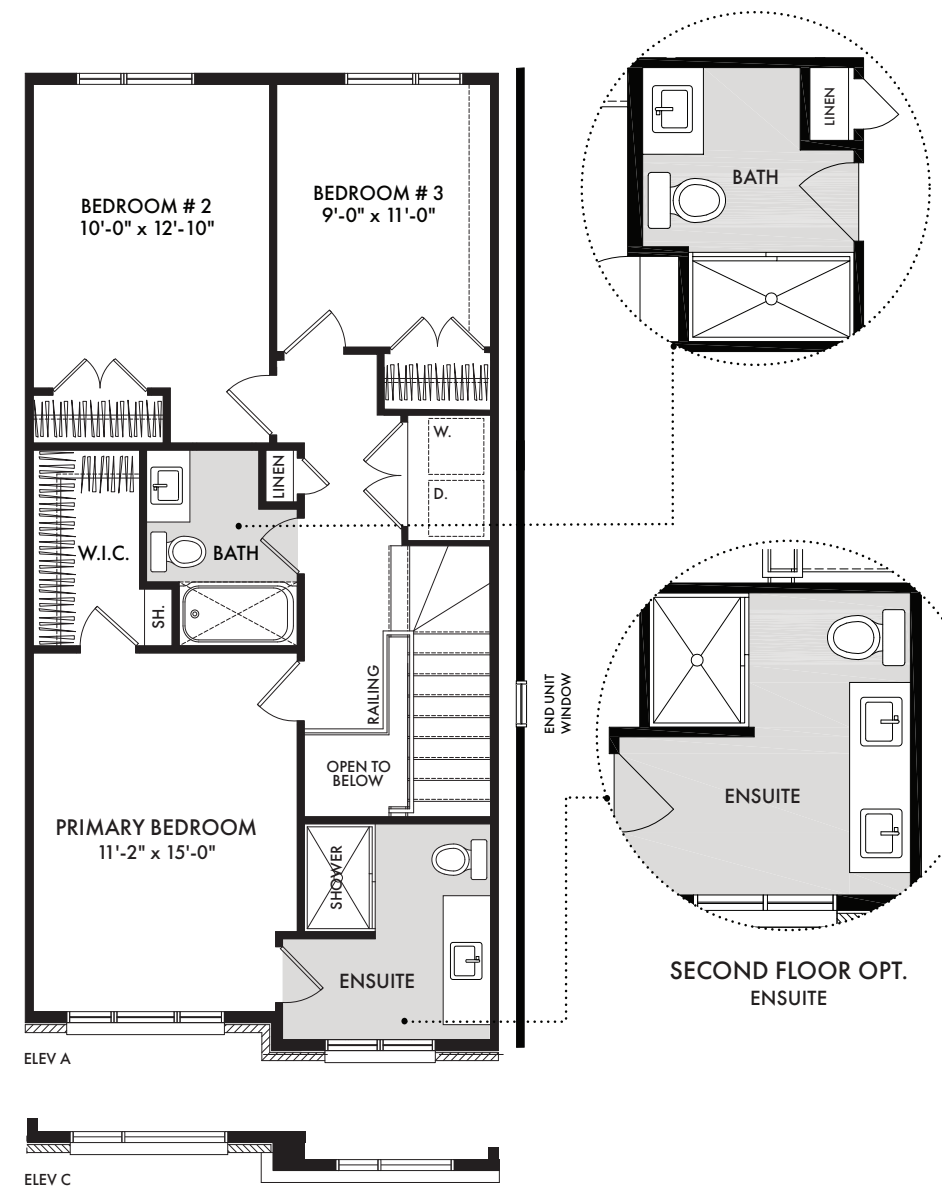 BEDROOM # 2
10'-0" x 12'-10"
BEDROOM # 3
9'-0" x 11'-0"
LINEN
BATH
W.
D.
LINEN
W.I.C.
BATH
SH.
RAILING
OPEN TO
BELOW
END UNIT
WINDOW
PRIMARY BEDROOM
11'-2" x 15'-0"
SHOWER
ENSUITE
ENSUITE
SECOND FLOOR OPT.
ENSUITE
ELEV A
ELEV C